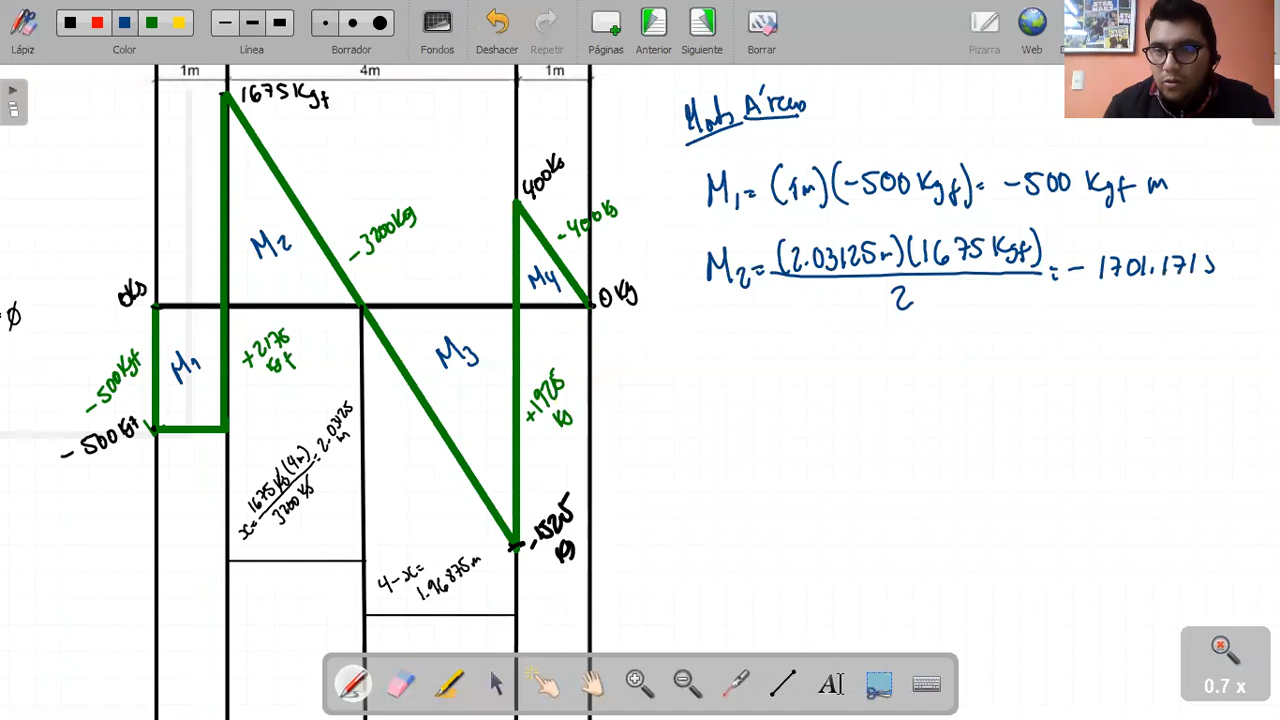 Lápiz
Color
Línea
Borrador
Fondos
Deshacer
Repetir
Páginas
Anterior
Siguiente
Borrar
Pizarra
Web
1m
4m
1m
1675 Kgf
400 Kg
-3200 Kg
-400 Kg
M2
M4
0 Kg
0 Kg
= Ø
M1
+2175
Kgf
M3
-500 Kgf
+1925
Kg
-500 Kgf
x= 1675 Kg (4m) / 3200 Kg = 2.03125
m
-1525
Kg
4-x=
1.96875 m
Áreas
M1= (1m)(-500 Kgf)= -500 Kgf m
M2= (2.03125m)(1675 Kgf) = - 1701.1715
2
AI
0.7 x